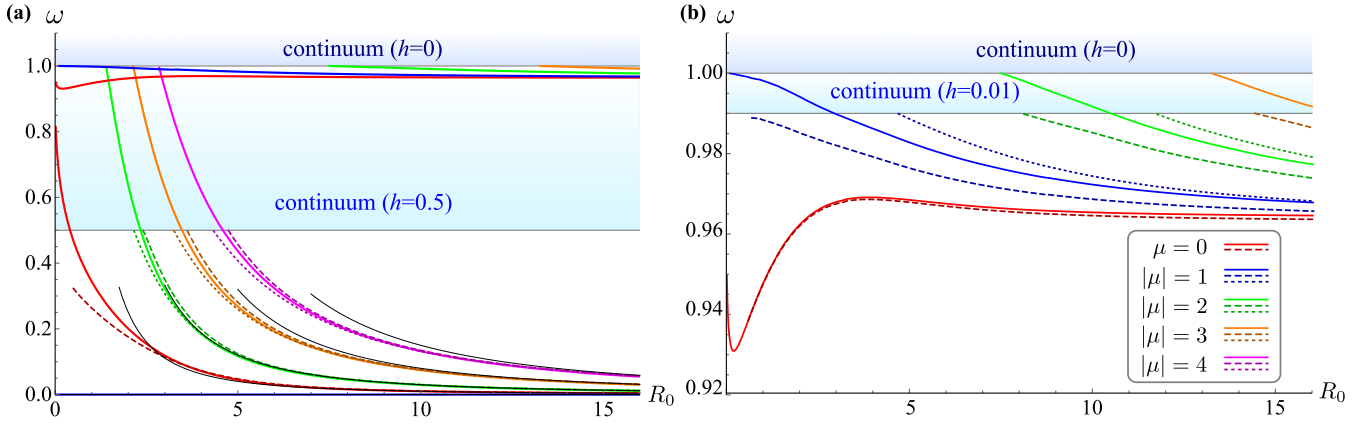 (a) ω
continuum (h=0)
1.0
0.8
0.6
continuum (h=0.5)
0.4
0.2
0.0
0 5 10 15 R₀
(b) ω
continuum (h=0)
1.00
continuum (h=0.01)
0.98
0.96
0.94
0.92
5 10 15 R₀
μ = 0
|μ| = 1
|μ| = 2
|μ| = 3
|μ| = 4